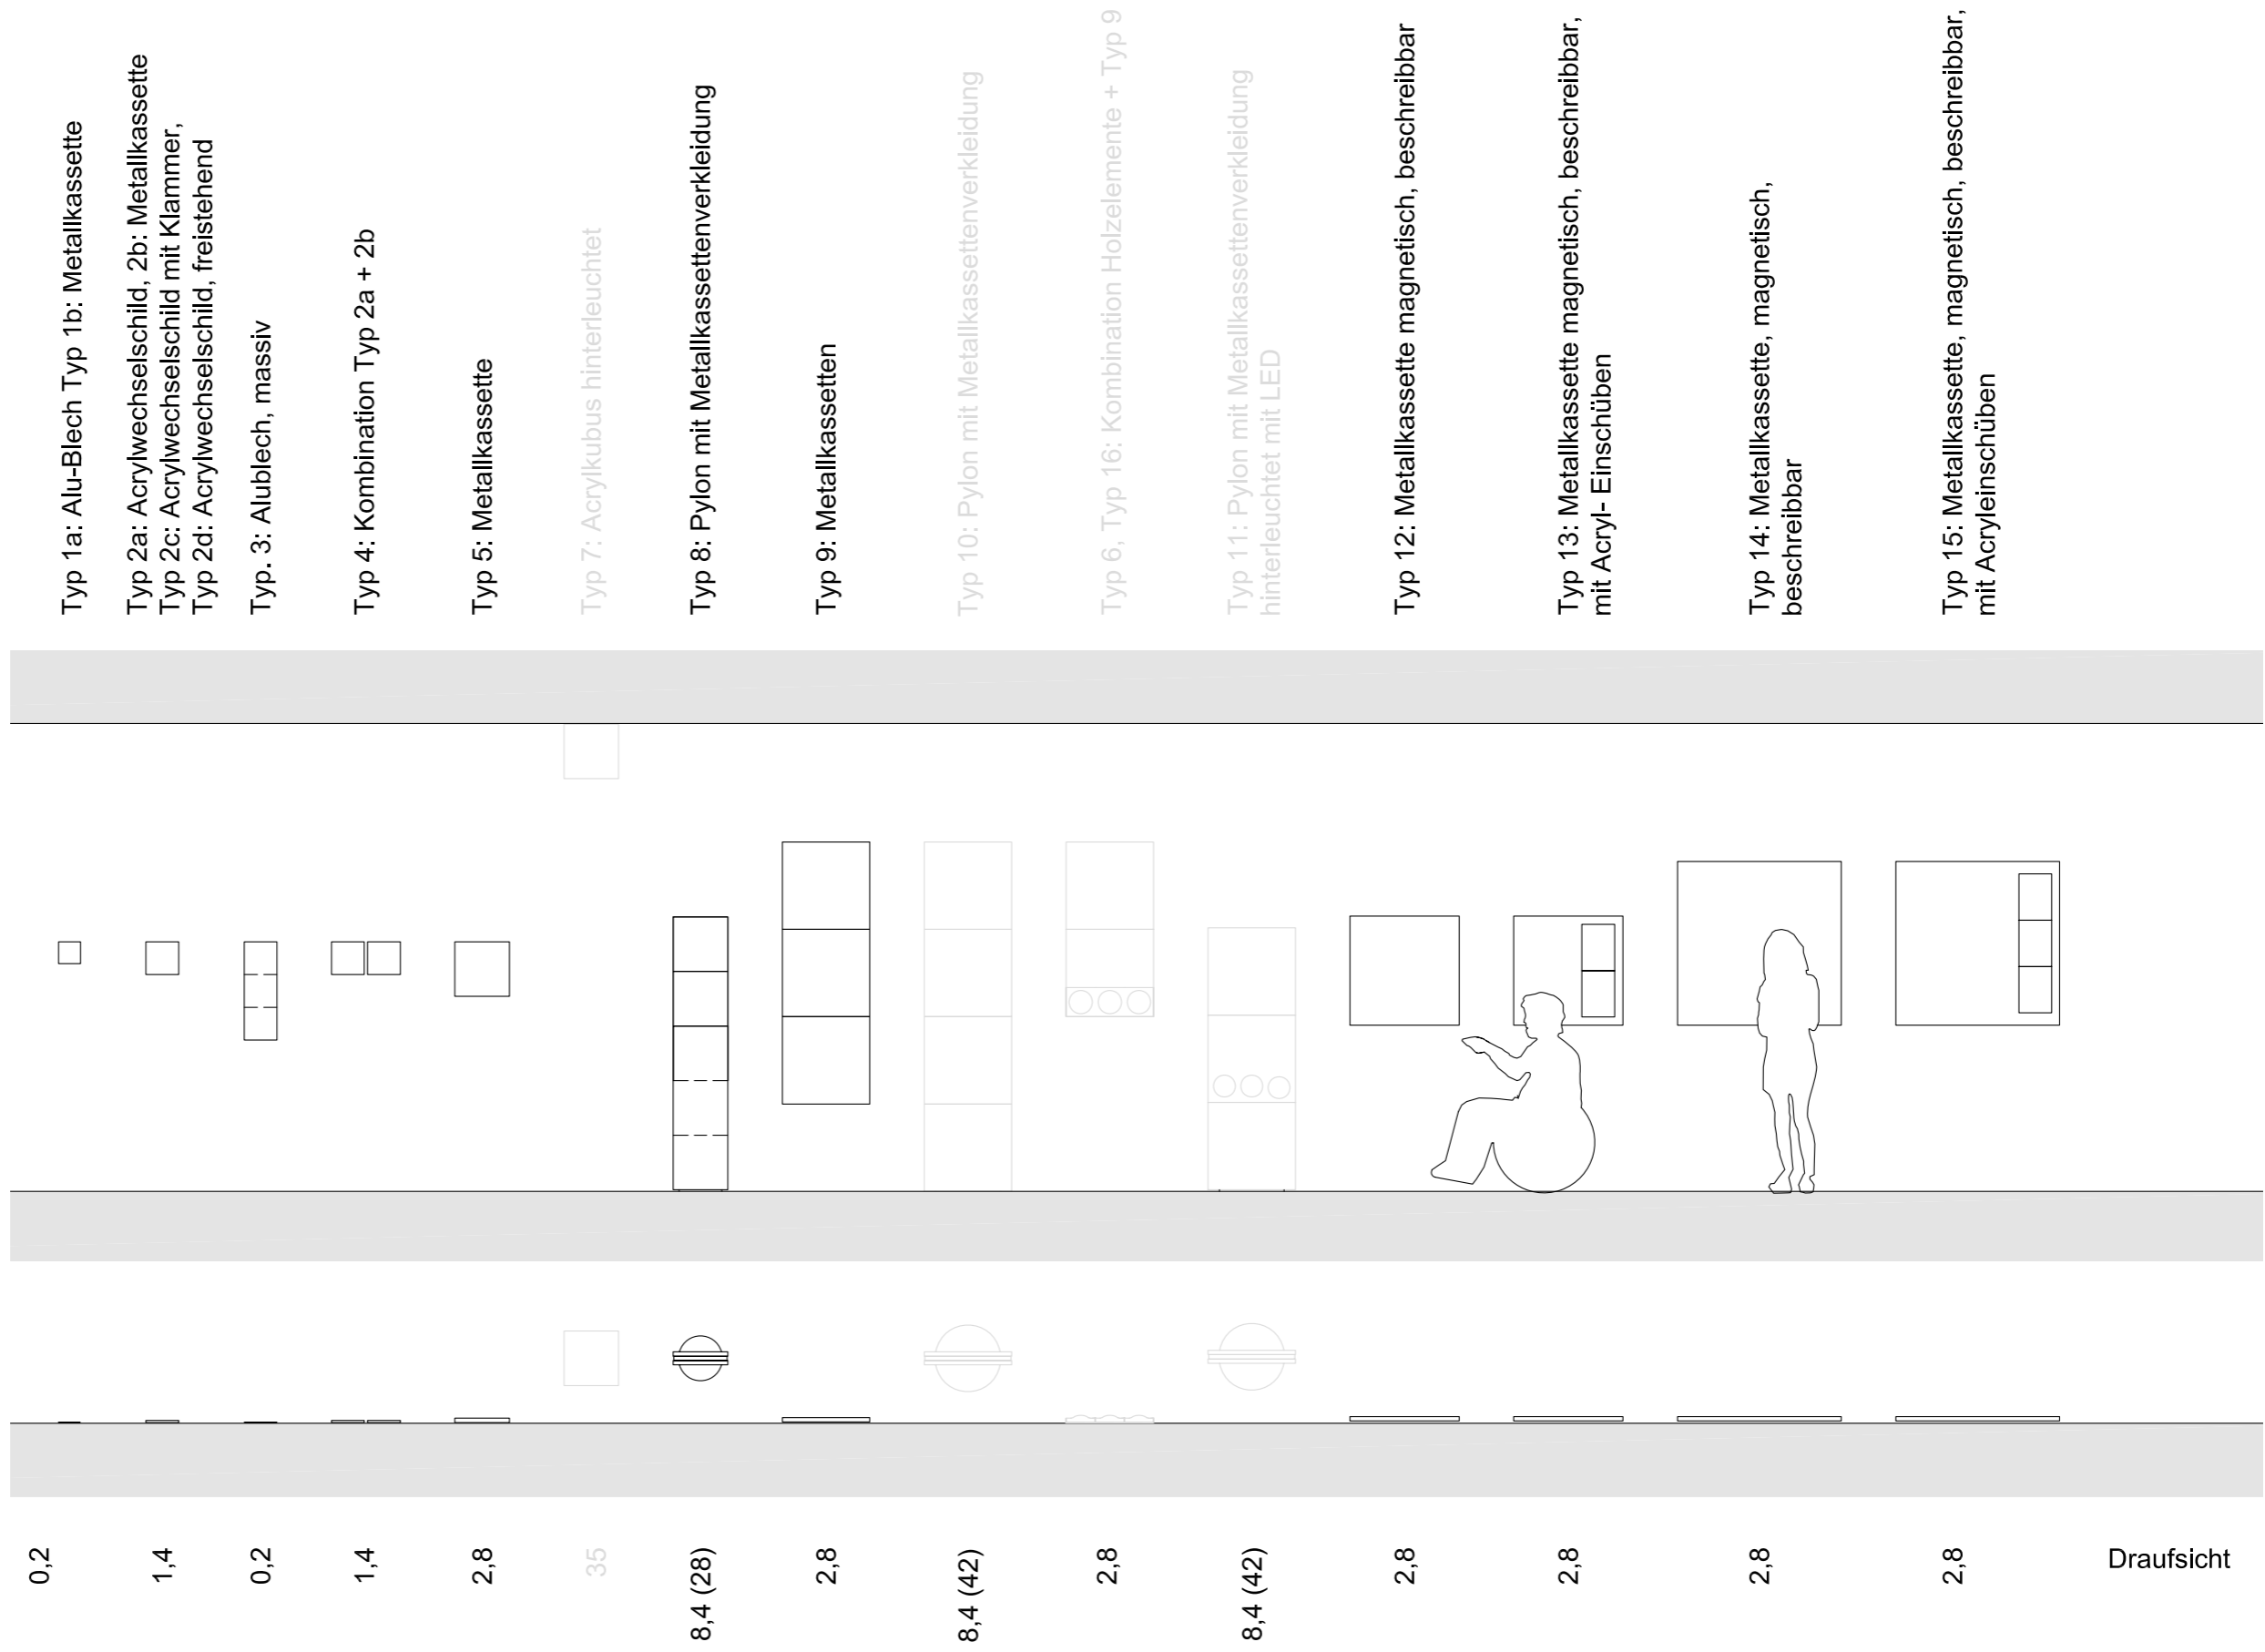 Typ 1a: Alu-Blech Typ 1b: Metallkassette
Typ 2a: Acrylwechselschild, 2b: Metallkassette
Typ 2c: Acrylwechselschild mit Klammer,
Typ 2d: Acrylwechselschild, freistehend
Typ. 3: Alublech, massiv
Typ 4: Kombination Typ 2a + 2b
Typ 5: Metallkassette
Typ 7: Acrylkubus hinterleuchtet
Typ 8: Pylon mit Metallkassettenverkleidung
Typ 9: Metallkassetten
Typ 10: Pylon mit Metallkassettenverkleidung
Typ 6, Typ 16: Kombination Holzelemente + Typ 9
Typ 11: Pylon mit Metallkassettenverkleidung
hinterleuchtet mit LED
Typ 12: Metallkassette magnetisch, beschreibbar
Typ 13: Metallkassette magnetisch, beschreibbar,
mit Acryl- Einschüben
Typ 14: Metallkassette, magnetisch,
beschreibbar
Typ 15: Metallkassette, magnetisch, beschreibbar,
mit Acryleinschüben
0,2
1,4
0,2
1,4
2,8
35
8,4 (28)
2,8
8,4 (42)
2,8
8,4 (42)
2,8
2,8
2,8
2,8
Draufsicht